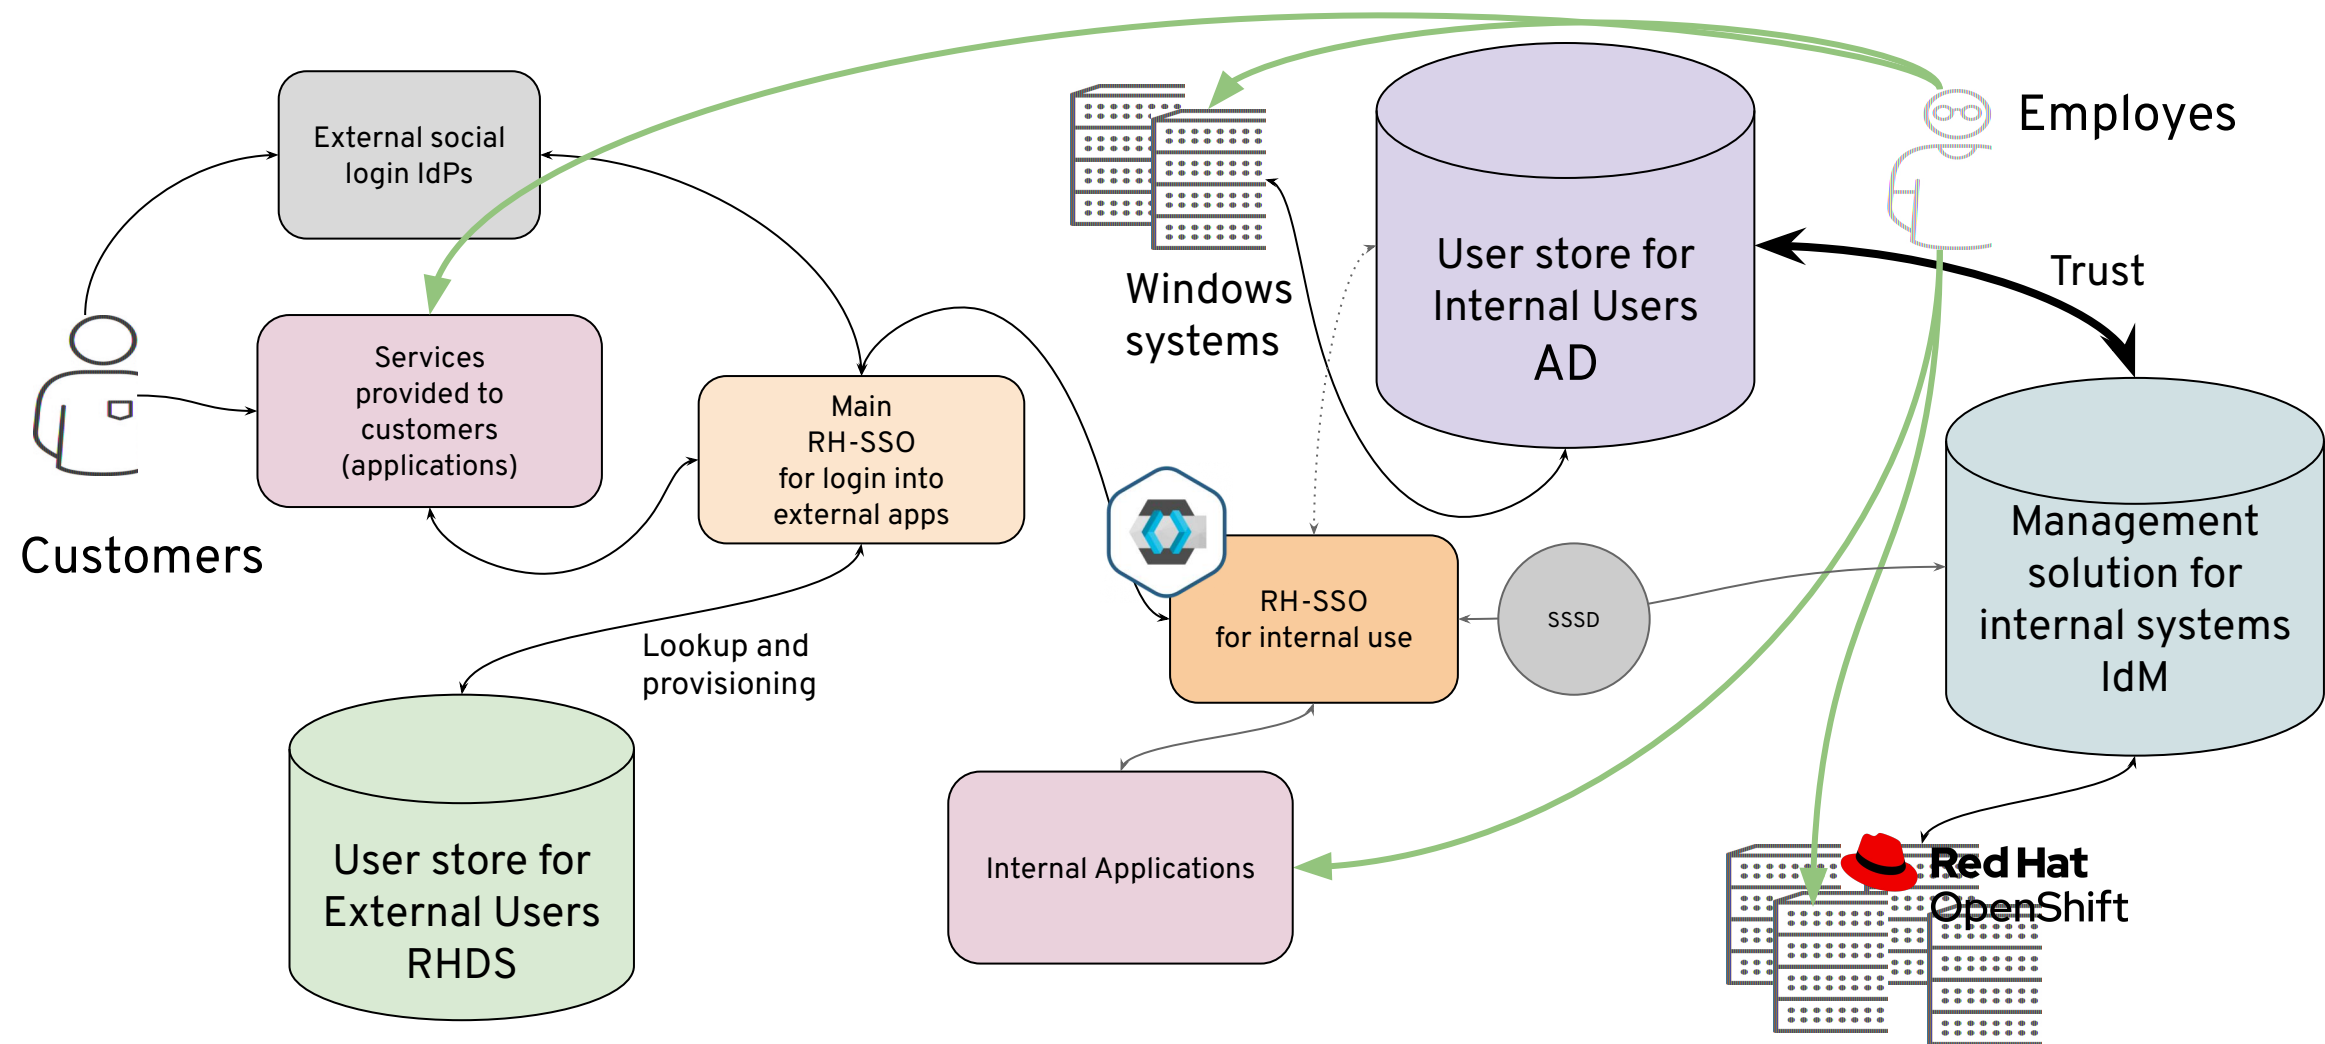 External social
login IdPs
Services
provided to
customers
(applications)
Customers
Main
RH-SSO
for login into
external apps
Lookup and
provisioning
User store for
External Users
RHDS
Windows
systems
User store for
Internal Users
AD
Employes
Trust
RH-SSO
for internal use
SSSD
Management
solution for
internal systems
IdM
Internal Applications
Red Hat
OpenShift